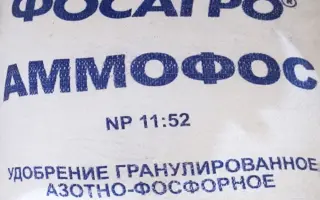 ФОСАГРО®
АММОФОС
NP 11:52
УДОБРЕНИЕ ГРАНУЛИРОВАННОЕ
АЗОТНО-ФОСФОРНОЕ